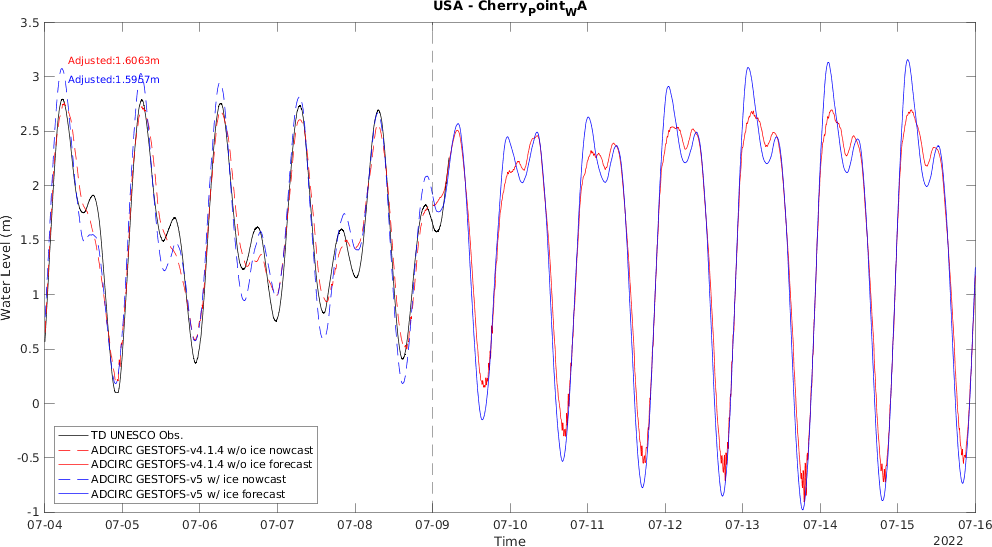 USA - CherryPointWA
3.5
3
2.5
2
1.5
1
0.5
0
-0.5
-1
Water Level (m)
Adjusted:1.6063m
Adjusted:1.5957m
TD UNESCO Obs.
ADCIRC GESTOFS-v4.1.4 w/o ice nowcast
ADCIRC GESTOFS-v4.1.4 w/o ice forecast
ADCIRC GESTOFS-v5 w/ ice nowcast
ADCIRC GESTOFS-v5 w/ ice forecast
07-04 07-05 07-06 07-07 07-08 07-09 07-10 07-11 07-12 07-13 07-14 07-15 07-16
Time
2022